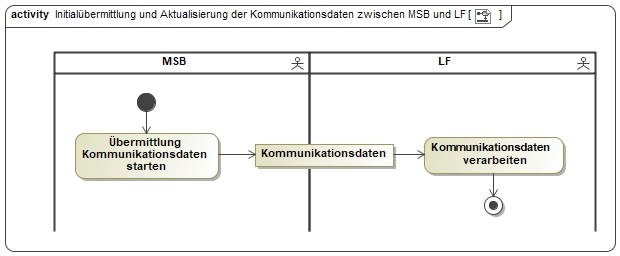 activity Initialübermittlung und Aktualisierung der Kommunikationsdaten zwischen MSB und LF [ ]
MSB
LF
Übermittlung
Kommunikationsdaten
starten
Kommunikationsdaten
Kommunikationsdaten
verarbeiten